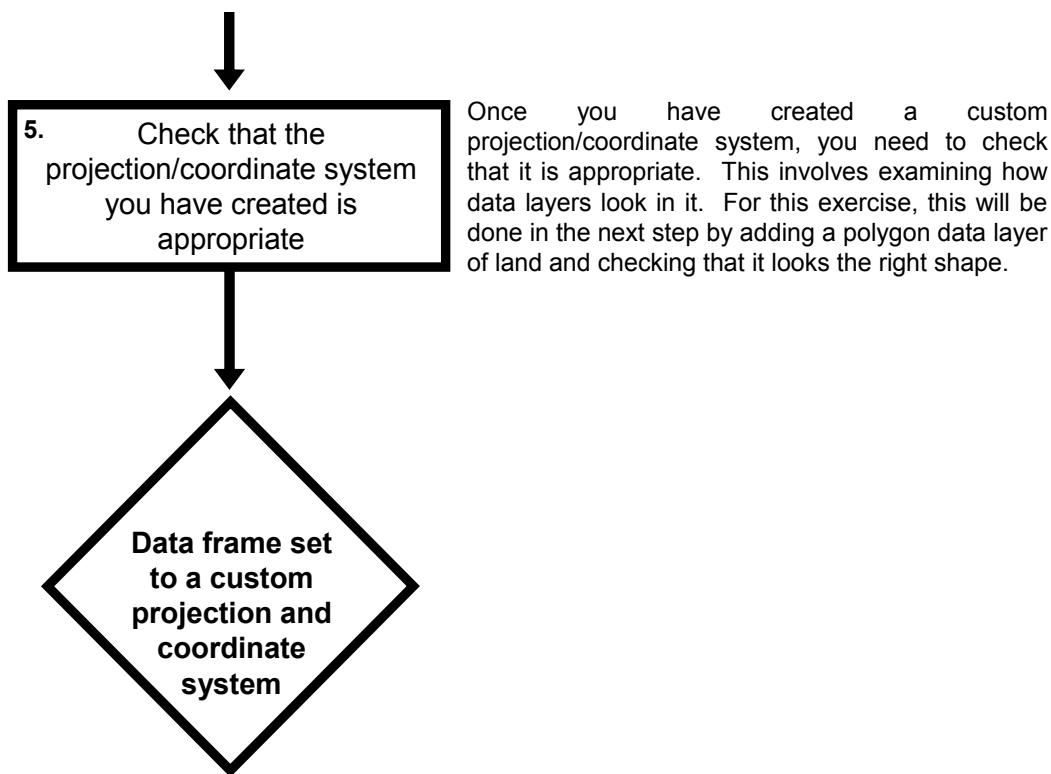 5.
Check that the
projection/coordinate system
you have created is
appropriate
Once you have created a custom
projection/coordinate system, you need to check
that it is appropriate. This involves examining how
data layers look in it. For this exercise, this will be
done in the next step by adding a polygon data layer
of land and checking that it looks the right shape.
Data frame set
to a custom
projection and
coordinate
system